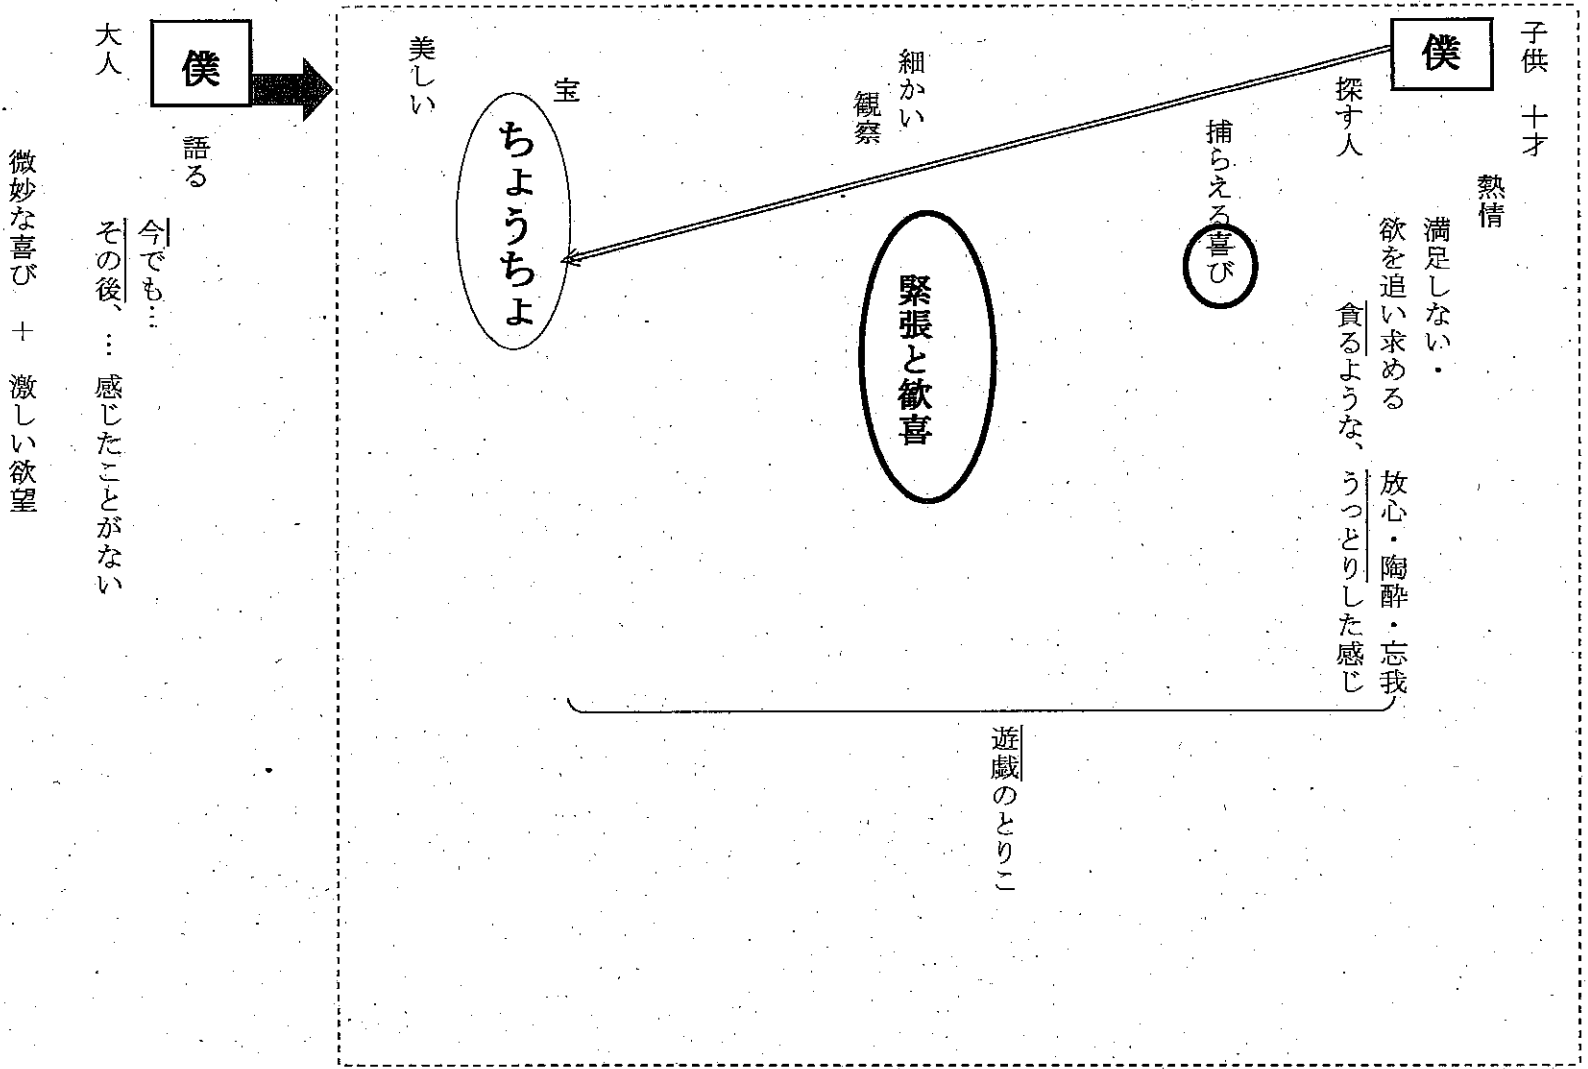 子供 十才
僕
熱情
満足しない・
欲を追い求める
放心・陶酔・忘我
探す人
貪るような、うっとりした感じ
捕らえる喜び
遊戯のとりこ
細かい
観察
緊張と歓喜
宝
ちょうちょ
美しい
僕
語る
今でも…
大人
その後、… 感じたことがない
微妙な喜び + 激しい欲望